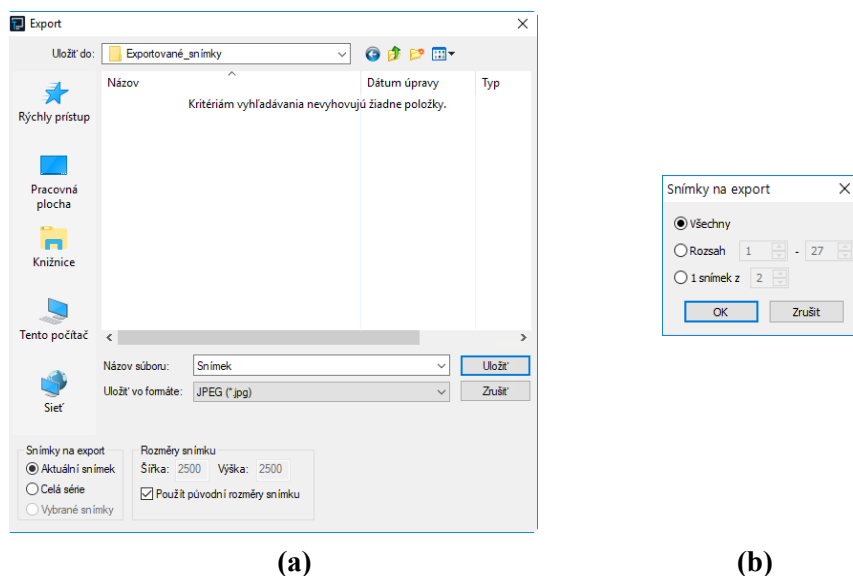 Export
Uložiť do: Exportované_snímky
Názov Dátum úpravy Typ
Kritériám vyhľadávania nevyhovujú žiadne položky.
Rýchly prístup
Pracovná
plocha
Knižnice
Tento počítač
Sieť
Názov súboru: Snímek Uložiť
Uložiť vo formáte: JPEG (*.jpg) Zrušiť
Snímky na export
Aktuální snímek
Celá série
Vybrané snímky
Rozměry snímku
Šířka: 2500 Výška: 2500
Použít původní rozměry snímku
(a)
Snímky na export
Všechny
Rozsah 1 - 27
1 snímek z 2
OK Zrušit
(b)